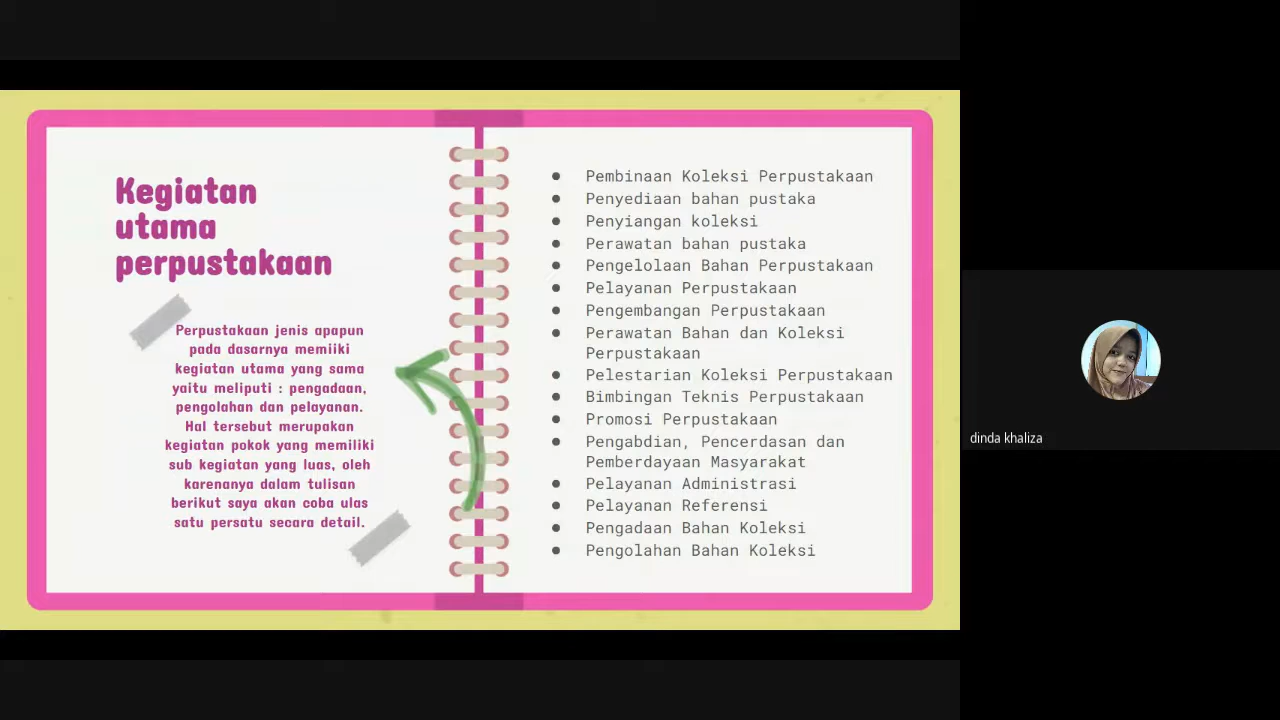 Kegiatan
utama
perpustakaan
Perpustakaan jenis apapun
pada dasarnya memiiki
kegiatan utama yang sama
yaitu meliputi : pengadaan,
pengolahan dan pelayanan.
Hal tersebut merupakan
kegiatan pokok yang memiliki
sub kegiatan yang luas, oleh
karenanya dalam tulisan
berikut saya akan coba ulas
satu persatu secara detail.
● Pembinaan Koleksi Perpustakaan
● Penyediaan bahan pustaka
● Penyiangan koleksi
● Perawatan bahan pustaka
● Pengelolaan Bahan Perpustakaan
● Pelayanan Perpustakaan
● Pengembangan Perpustakaan
● Perawatan Bahan dan Koleksi
Perpustakaan
● Pelestarian Koleksi Perpustakaan
● Bimbingan Teknis Perpustakaan
● Promosi Perpustakaan
● Pengabdian, Pencerdasan dan
Pemberdayaan Masyarakat
● Pelayanan Administrasi
● Pelayanan Referensi
● Pengadaan Bahan Koleksi
● Pengolahan Bahan Koleksi
dinda khaliza